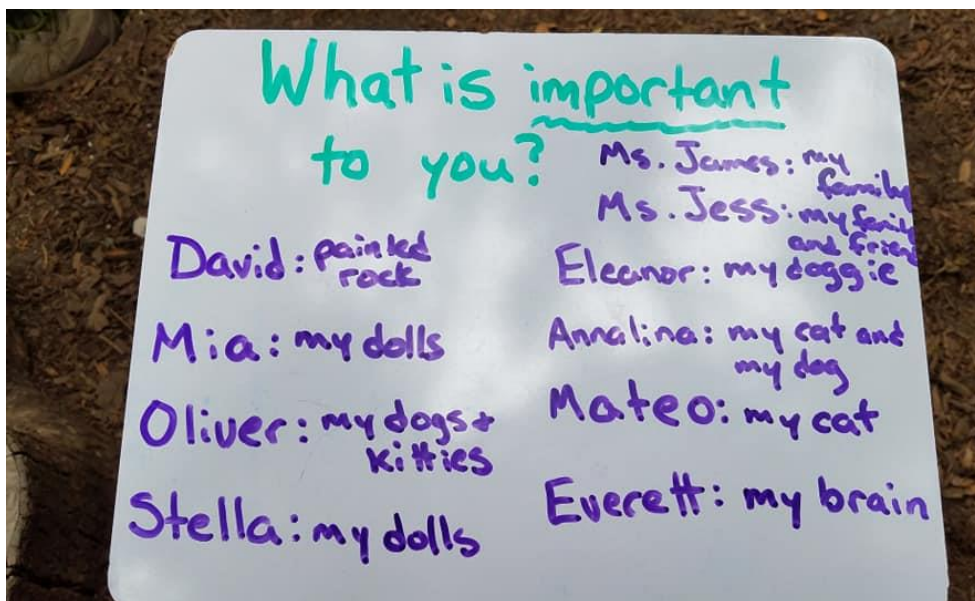 What is important
to you?
Ms. James: my
family
Ms. Jess: my family
and friend
David: painted
rock
Mia: my dolls
Oliver: my dogs +
kitties
Stella: my dolls
Eleanor: my doggie
Annalina: my cat and
my dog
Mateo: my cat
Everett: my brain